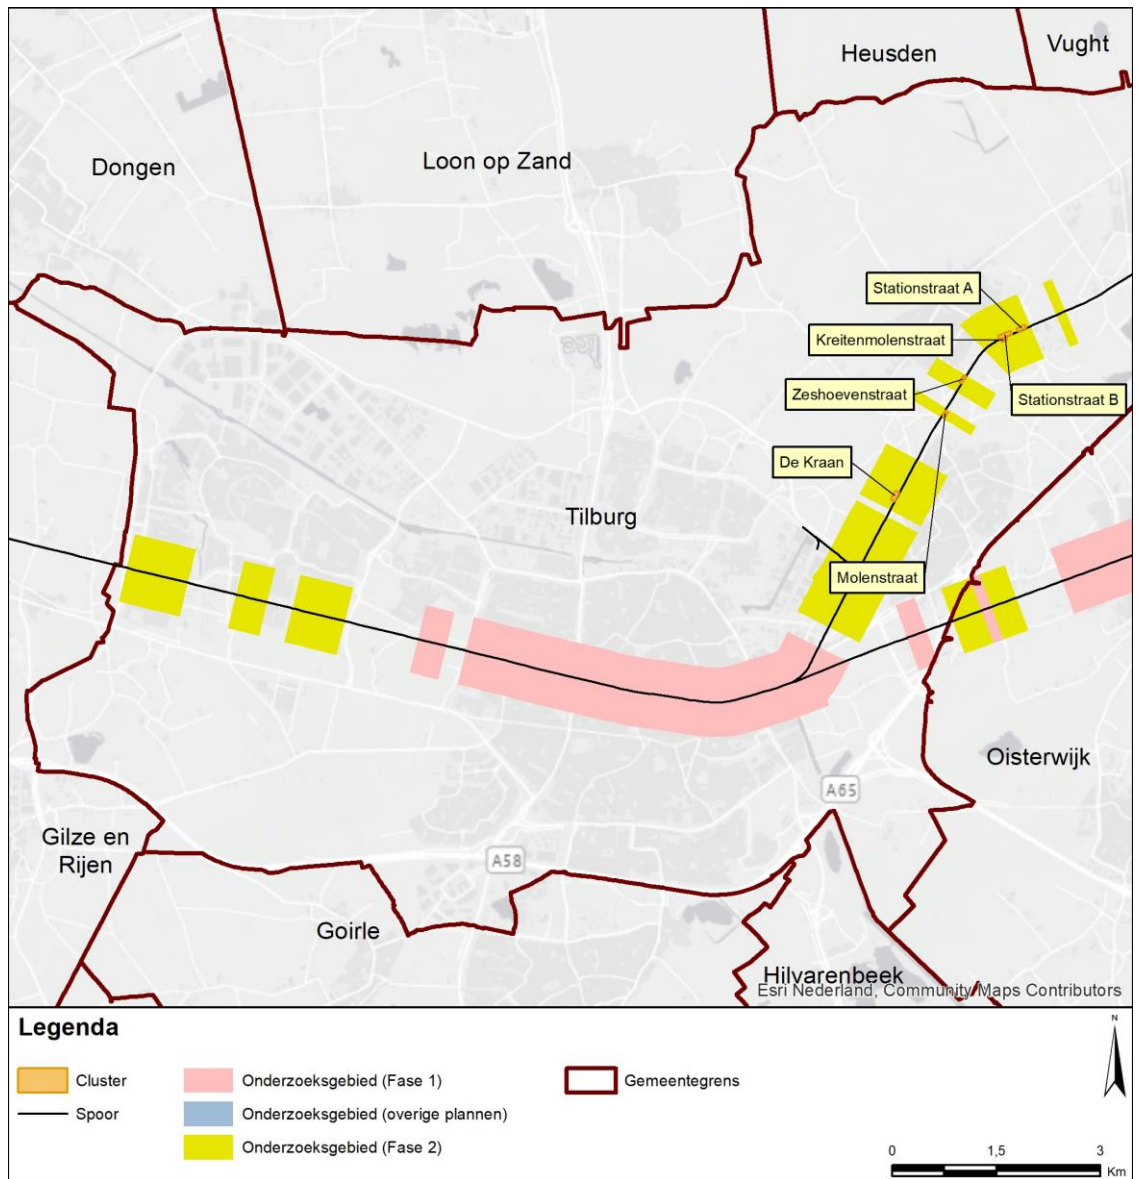 Heusden
Vught
Dongen
Loon op Zand
Stationstraat A
Kreitenmolenstraat
Zeshoevenstraat
Stationstraat B
De Kraan
Tilburg
Molenstraat
Oisterwijk
A65
Gilze en
Rijen
A58
Goirle
Hilvarenbeek
Esri Nederland, Community Maps Contributors
Legenda
N
Cluster
Onderzoeksgebied (Fase 1)
Gemeentegrens
Spoor
Onderzoeksgebied (overige plannen)
Onderzoeksgebied (Fase 2)
0 1,5 3
Km